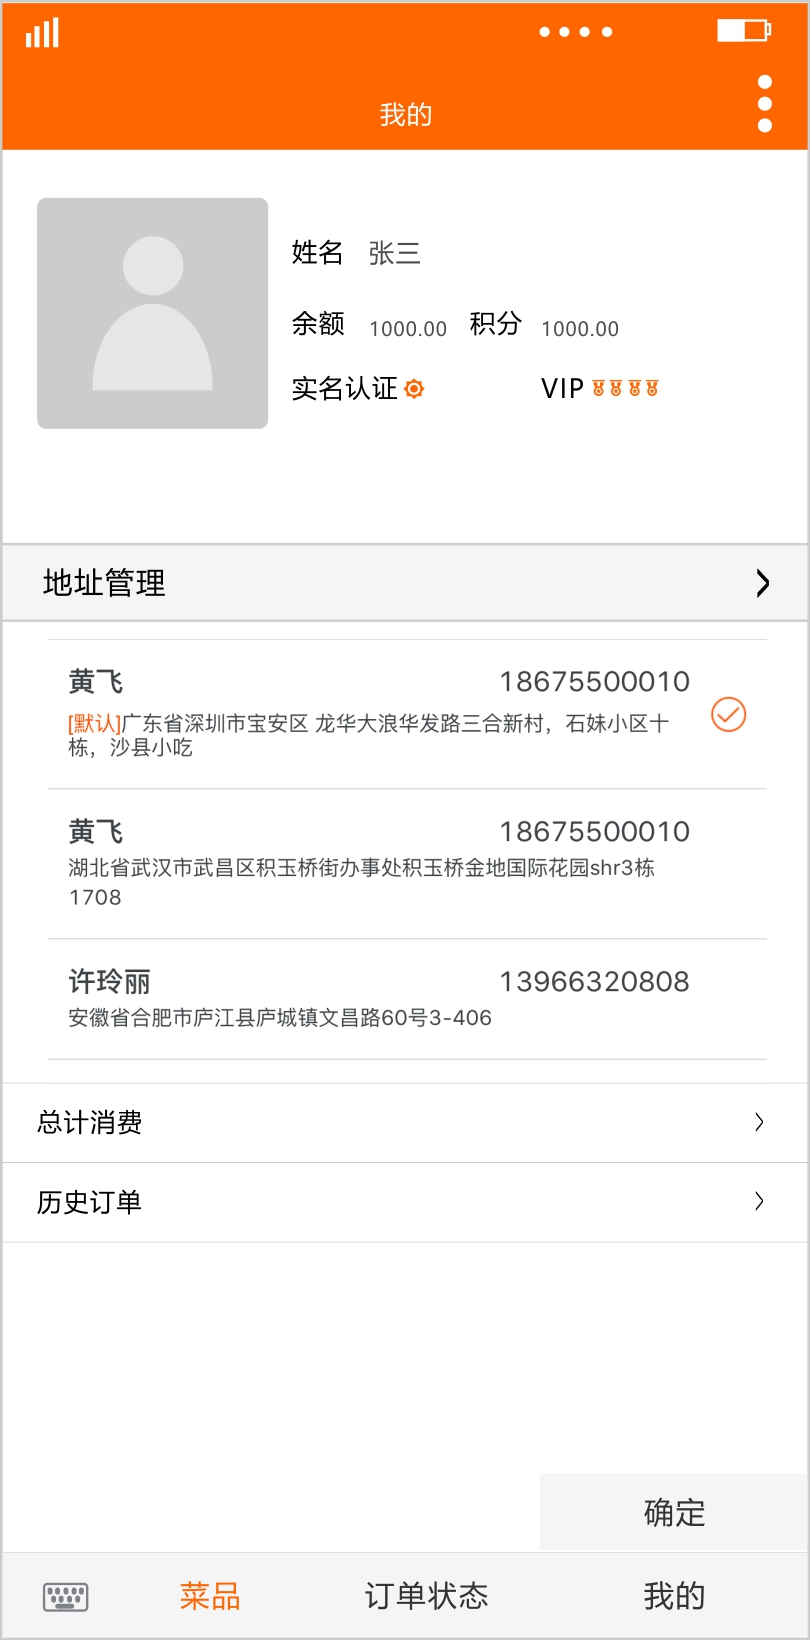 我的
姓名 张三
余额 1000.00 积分 1000.00
实名认证 VIP
地址管理
黄飞 18675500010
[默认]广东省深圳市宝安区 龙华大浪华发路三合新村，石妹小区十
栋，沙县小吃
黄飞 18675500010
湖北省武汉市武昌区积玉桥街办事处积玉桥金地国际花园shr3栋
1708
许玲丽 13966320808
安徽省合肥市庐江县庐城镇文昌路60号3-406
总计消费
历史订单
确定
菜品 订单状态 我的